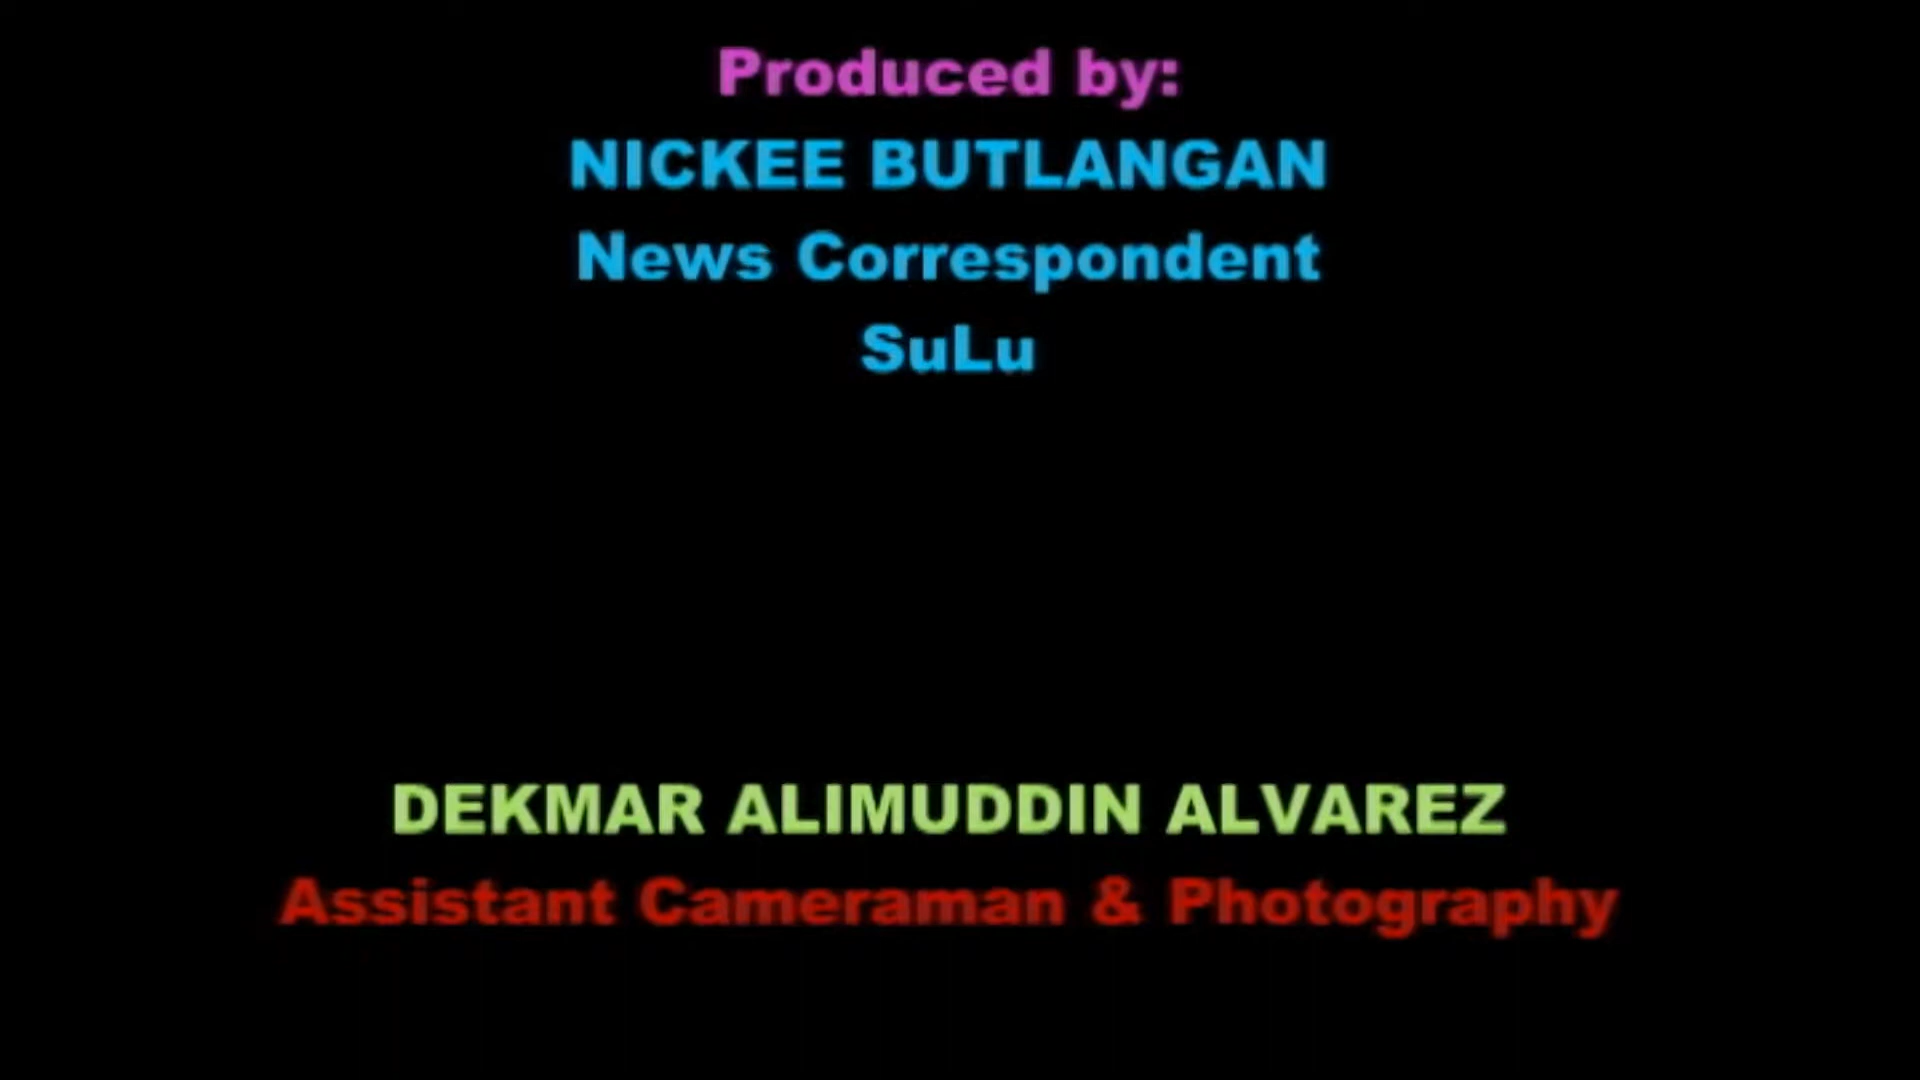 Produced by:
NICKEE BUTLANGAN
News Correspondent
SuLu
DEKMAR ALIMUDDIN ALVAREZ
Assistant Cameraman & Photography